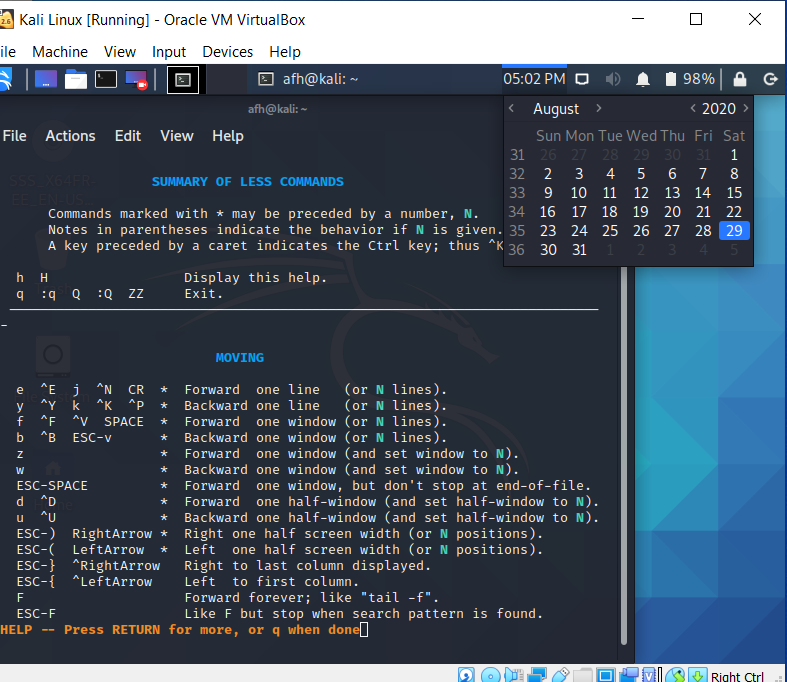 Kali Linux [Running] - Oracle VM VirtualBox
ile Machine View Input Devices Help
afh@kali: ~ 05:02 PM 98%
afh@kali: ~
File Actions Edit View Help
August 2020
Sun Mon Tue Wed Thu Fri Sat
31 26 27 28 29 30 31 1
32 2 3 4 5 6 7 8
33 9 10 11 12 13 14 15
34 16 17 18 19 20 21 22
35 23 24 25 26 27 28 29
36 30 31 1 2 3 4 5
SUMMARY OF LESS COMMANDS
Commands marked with * may be preceded by a number, N.
Notes in parentheses indicate the behavior if N is given.
A key preceded by a caret indicates the Ctrl key; thus ^K
h H Display this help.
q :q Q :Q ZZ Exit.
MOVING
e ^E j ^N CR * Forward one line (or N lines).
y ^Y k ^K ^P * Backward one line (or N lines).
f ^F ^V SPACE * Forward one window (or N lines).
b ^B ESC-v * Backward one window (or N lines).
z * Forward one window (and set window to N).
w * Backward one window (and set window to N).
ESC-SPACE * Forward one window, but don't stop at end-of-file.
d ^D * Forward one half-window (and set half-window to N).
u ^U * Backward one half-window (and set half-window to N).
ESC-) RightArrow * Right one half screen width (or N positions).
ESC-( LeftArrow * Left one half screen width (or N positions).
ESC-} ^RightArrow Right to last column displayed.
ESC-{ ^LeftArrow Left to first column.
F Forward forever; like "tail -f".
ESC-F Like F but stop when search pattern is found.
HELP -- Press RETURN for more, or q when done
Right Ctrl